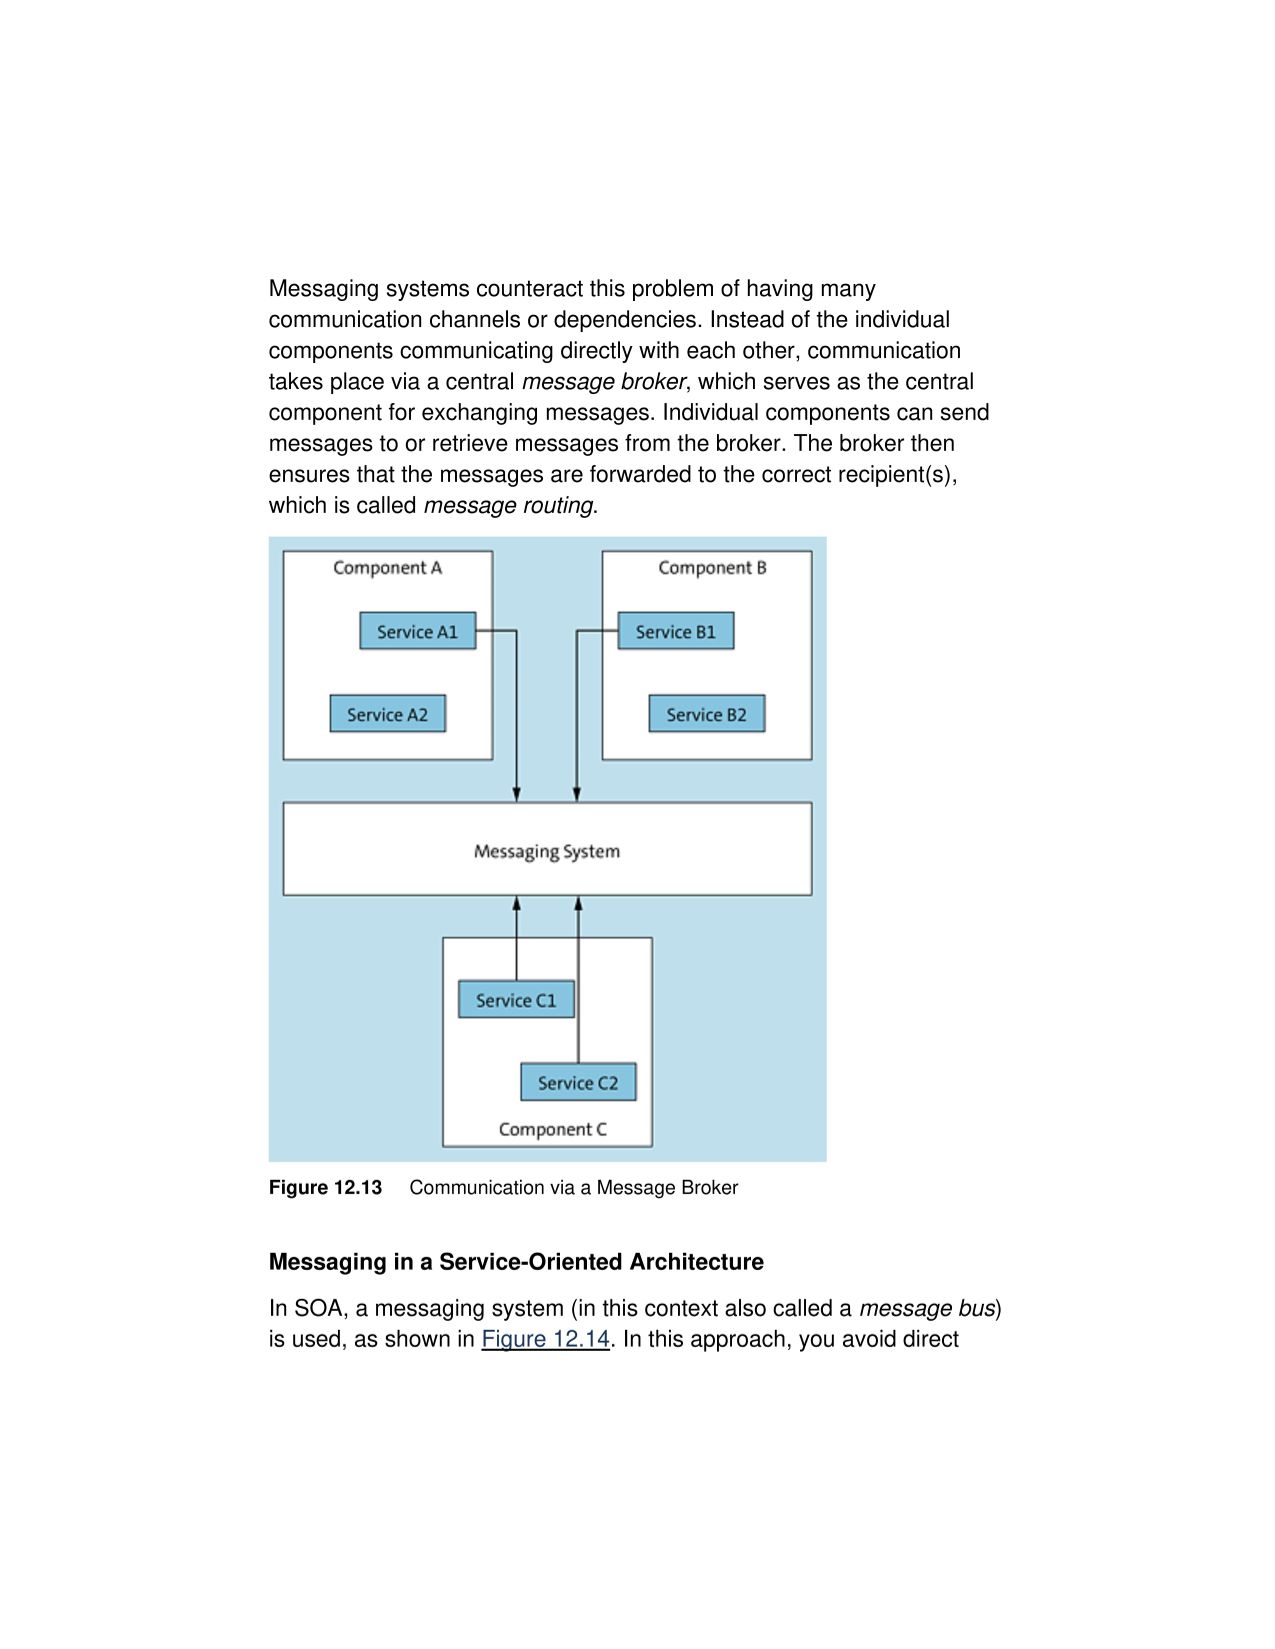 Messaging systems counteract this problem of having many
communication channels or dependencies. Instead of the individual
components communicating directly with each other, communication
takes place via a central message broker, which serves as the central
component for exchanging messages. Individual components can send
messages to or retrieve messages from the broker. The broker then
ensures that the messages are forwarded to the correct recipient(s),
which is called message routing.
Component A
Component B
Service A1
Service B1
Service A2
Service B2
Messaging System
Service C1
Service C2
Component C
Figure 12.13 Communication via a Message Broker
Messaging in a Service-Oriented Architecture
In SOA, a messaging system (in this context also called a message bus)
is used, as shown in Figure 12.14. In this approach, you avoid direct